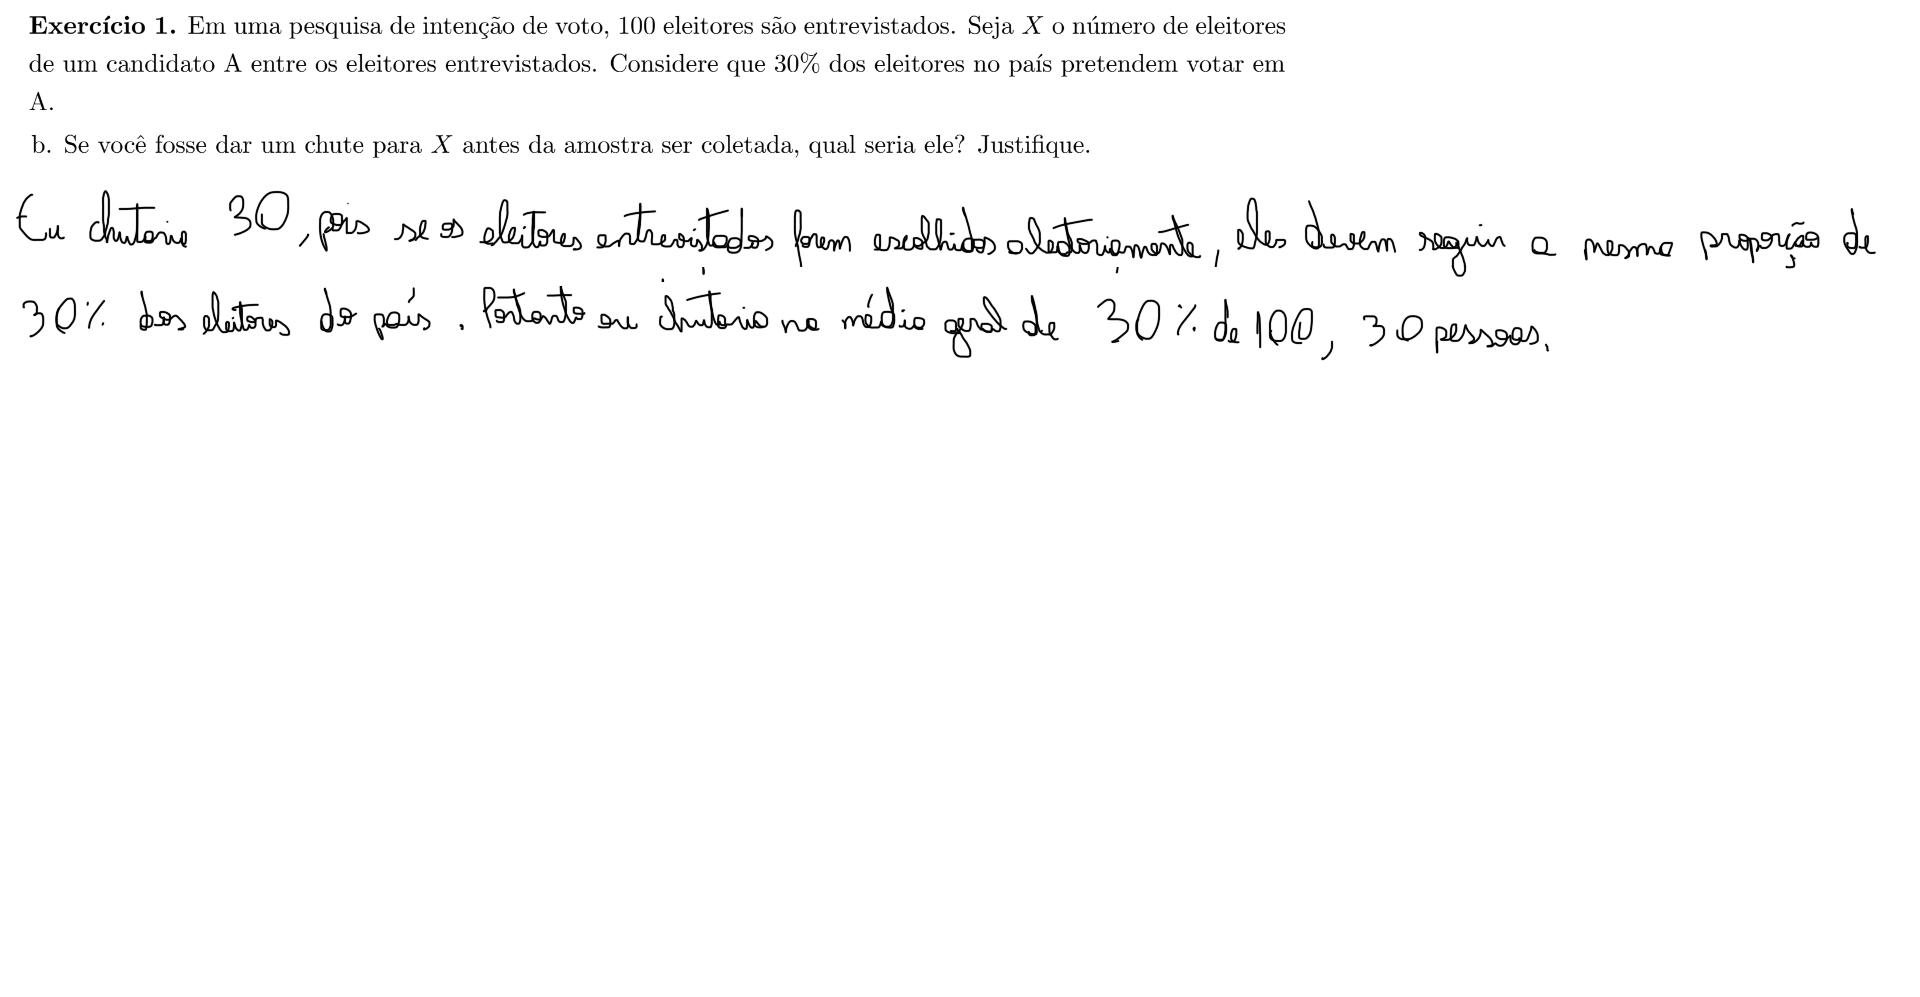 Exercício 1. Em uma pesquisa de intenção de voto, 100 eleitores são entrevistados. Seja X o número de eleitores
de um candidato A entre os eleitores entrevistados. Considere que 30% dos eleitores no país pretendem votar em
A.
b. Se você fosse dar um chute para X antes da amostra ser coletada, qual seria ele? Justifique.
Eu chutaria 30, pois se os eleitores entrevistados forem escolhidos aleatoriamente, eles devem seguir a mesma proporção de
30% dos eleitores do país. Portanto eu chutaria na média geral de 30% de 100, 30 pessoas.